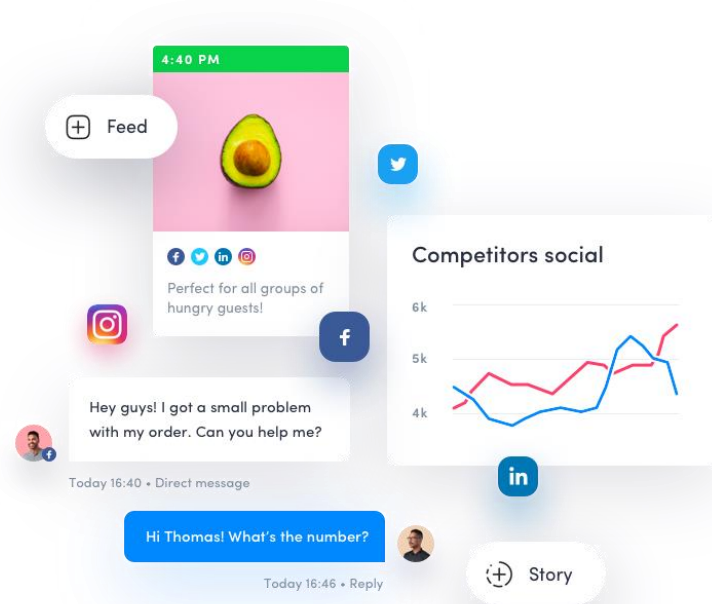 4:40 PM
Feed
Perfect for all groups of
hungry guests!
Competitors social
6k
5k
4k
Hey guys! I got a small problem
with my order. Can you help me?
Today 16:40 • Direct message
in
Hi Thomas! What's the number?
Today 16:46 • Reply
Story